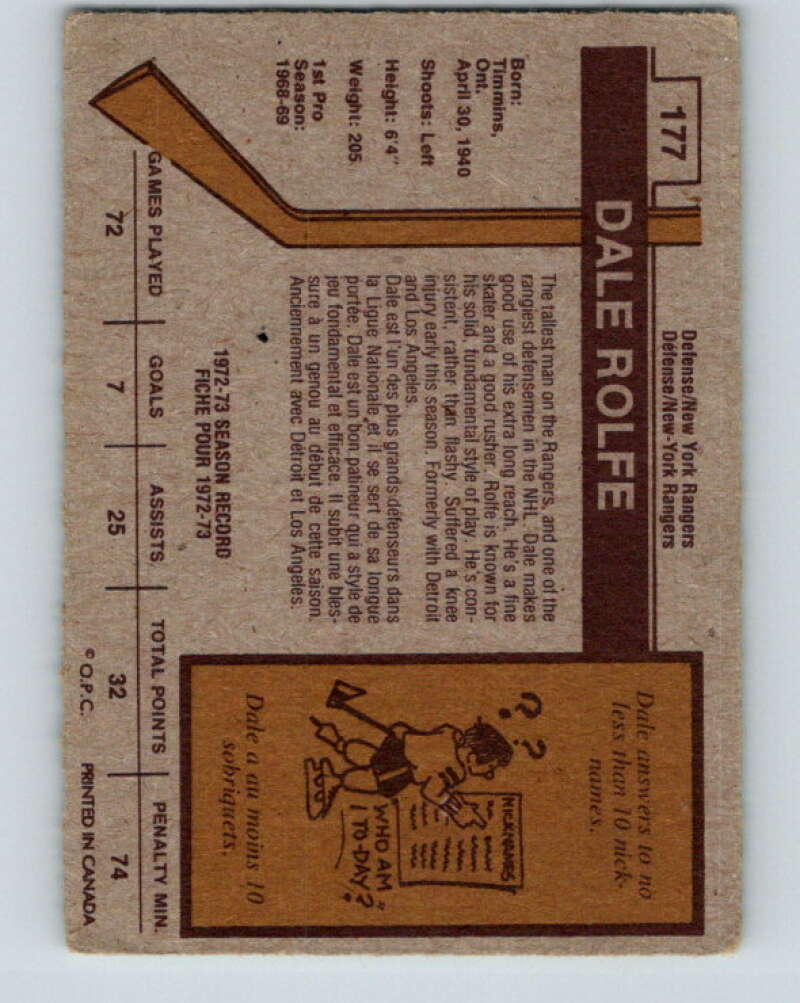 177
Defense/New York Rangers
Défense/New-York Rangers
DALE ROLFE
Born:
Timmins,
Ont.
April 30, 1940
Shoots: Left
Height: 6'4"
Weight: 205
1st Pro
Season:
1968-69
The tallest man on the Rangers, and one of the
rangiest defensemen in the NHL. Dale makes
good use of his extra long reach. He's a fine
skater and a good rusher. Rolfe is known for
his solid, fundamental style of play. He's con-
sistent, rather than flashy. Suffered a knee
injury early this season. Formerly with Detroit
and Los Angeles.
Dale est l'un des plus grands défenseurs dans
la Ligue Nationale et il se sert de sa longue
portée. Dale est un bon patineur qui a style de
jeu fondamental et efficace. Il subit une bles-
sure à un genou au début de cette saison.
Anciennement avec Détroit et Los Angeles.
Dale answers to no
less than 10 nick-
names.
? ?
NICKNAMES
WHO AM
I TO-DAY?
Dale a au moins 10
sobriquets.
1972-73 SEASON RECORD
FICHE POUR 1972-73
GAMES PLAYED GOALS ASSISTS TOTAL POINTS PENALTY MIN.
72 7 25 32 74
© O.P.C. PRINTED IN CANADA